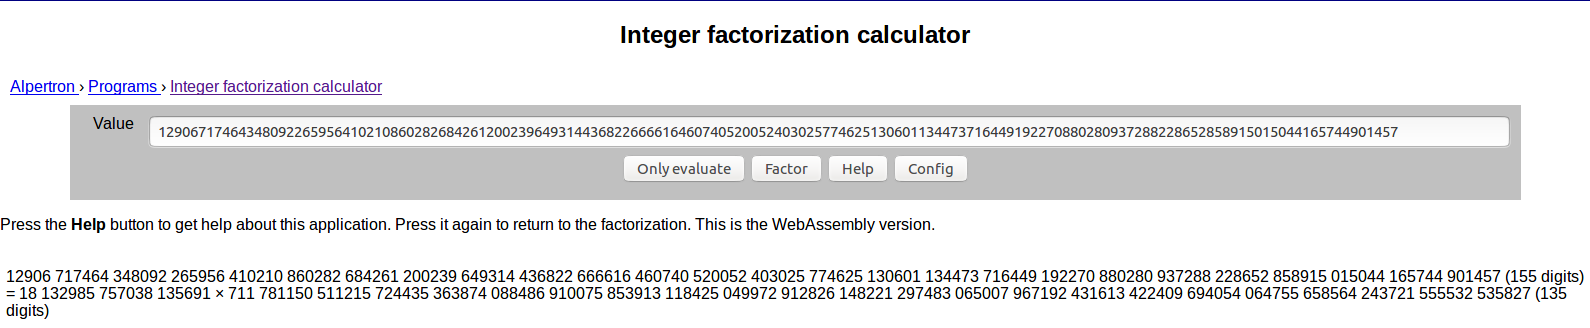 Integer factorization calculator
Alpertron › Programs › Integer factorization calculator
Value 12906717464348092265956410210860282684261200239649314436822666616460740520052403025774625130601134473716449192270880280937288228652858915015044165744901457
Only evaluate Factor Help Config
Press the Help button to get help about this application. Press it again to return to the factorization. This is the WebAssembly version.
12906 717464 348092 265956 410210 860282 684261 200239 649314 436822 666616 460740 520052 403025 774625 130601 134473 716449 192270 880280 937288 228652 858915 015044 165744 901457 (155 digits)
= 18 132985 757038 135691 × 711 781150 511215 724435 363874 088486 910075 853913 118425 049972 912826 148221 297483 065007 967192 431613 422409 694054 064755 658564 243721 555532 535827 (135
digits)